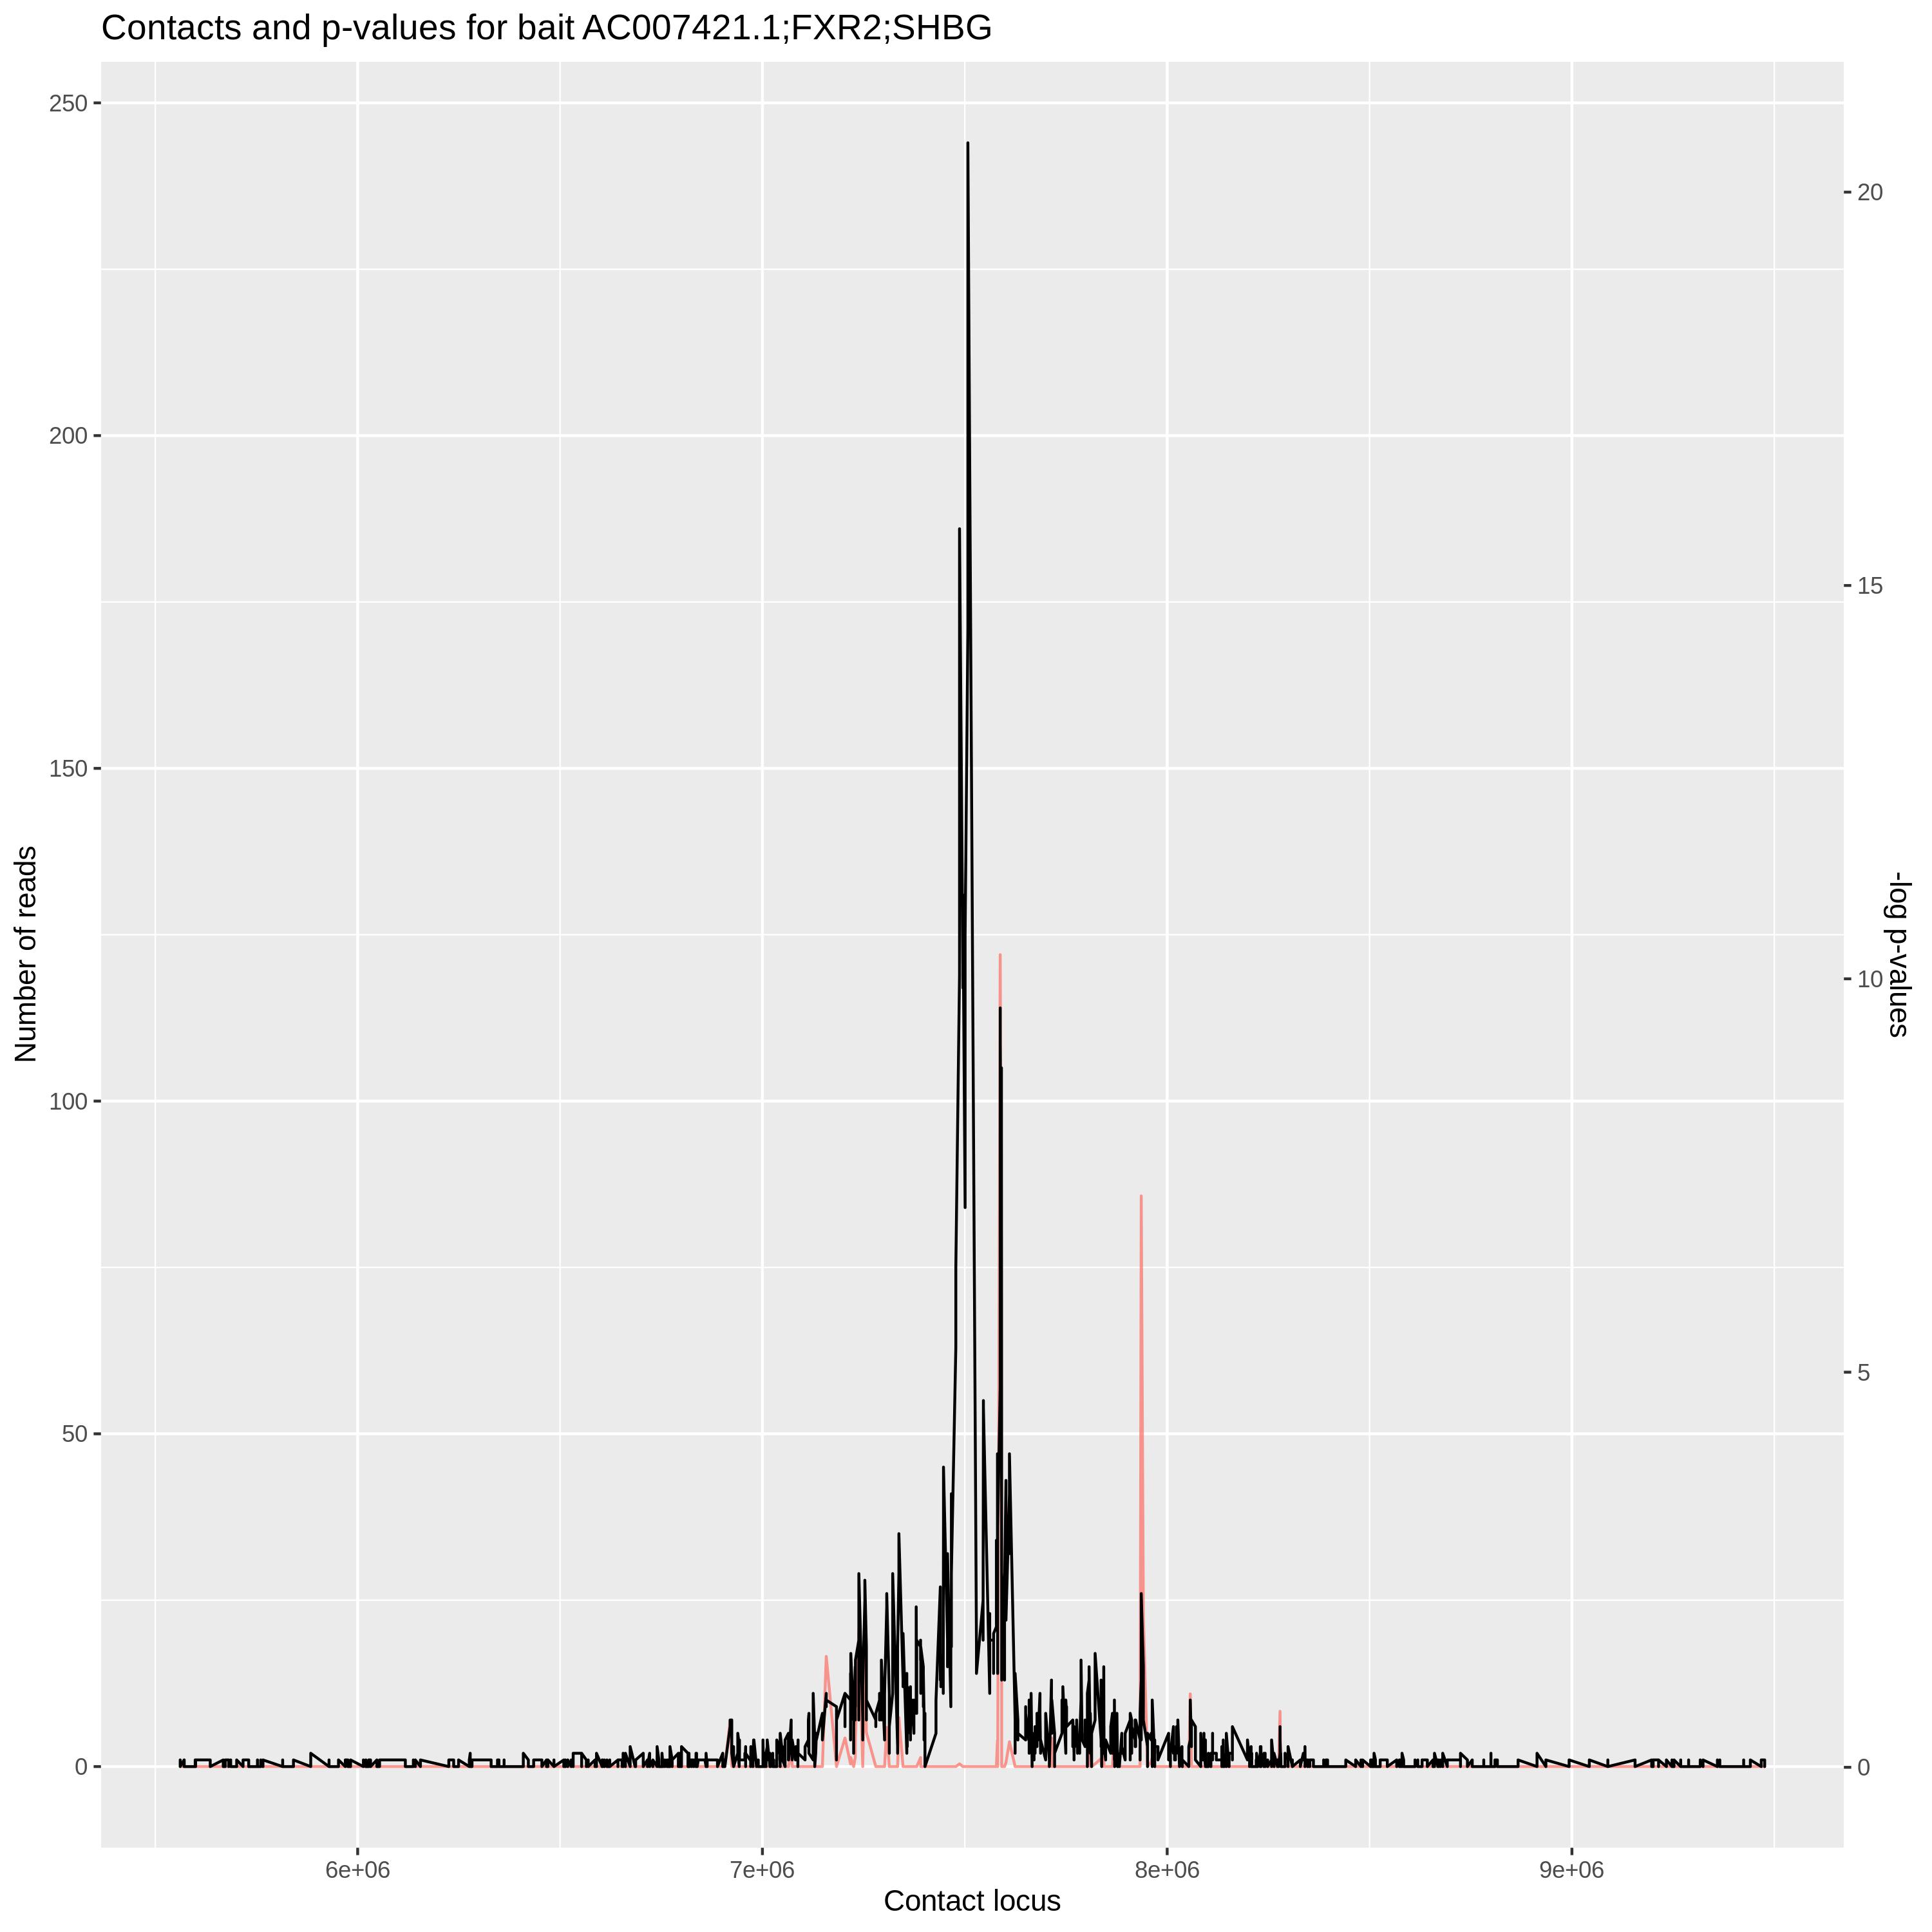 Contacts and p-values for bait AC007421.1;FXR2;SHBG
250
200
150
100
50
0
Number of reads
20
15
10
5
0
-log p-values
6e+06
7e+06
8e+06
9e+06
Contact locus